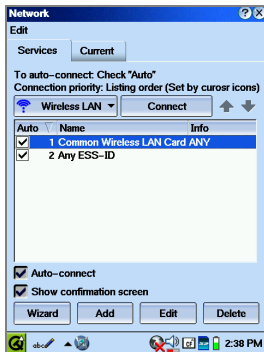 Network
Edit
Services Current
To auto-connect: Check "Auto"
Connection priority: Listing order (Set by curosr icons)
Wireless LAN Connect
Auto Name Info
1 Common Wireless LAN Card ANY
2 Any ESS-ID
Auto-connect
Show confirmation screen
Wizard Add Edit Delete
abc 2:38 PM